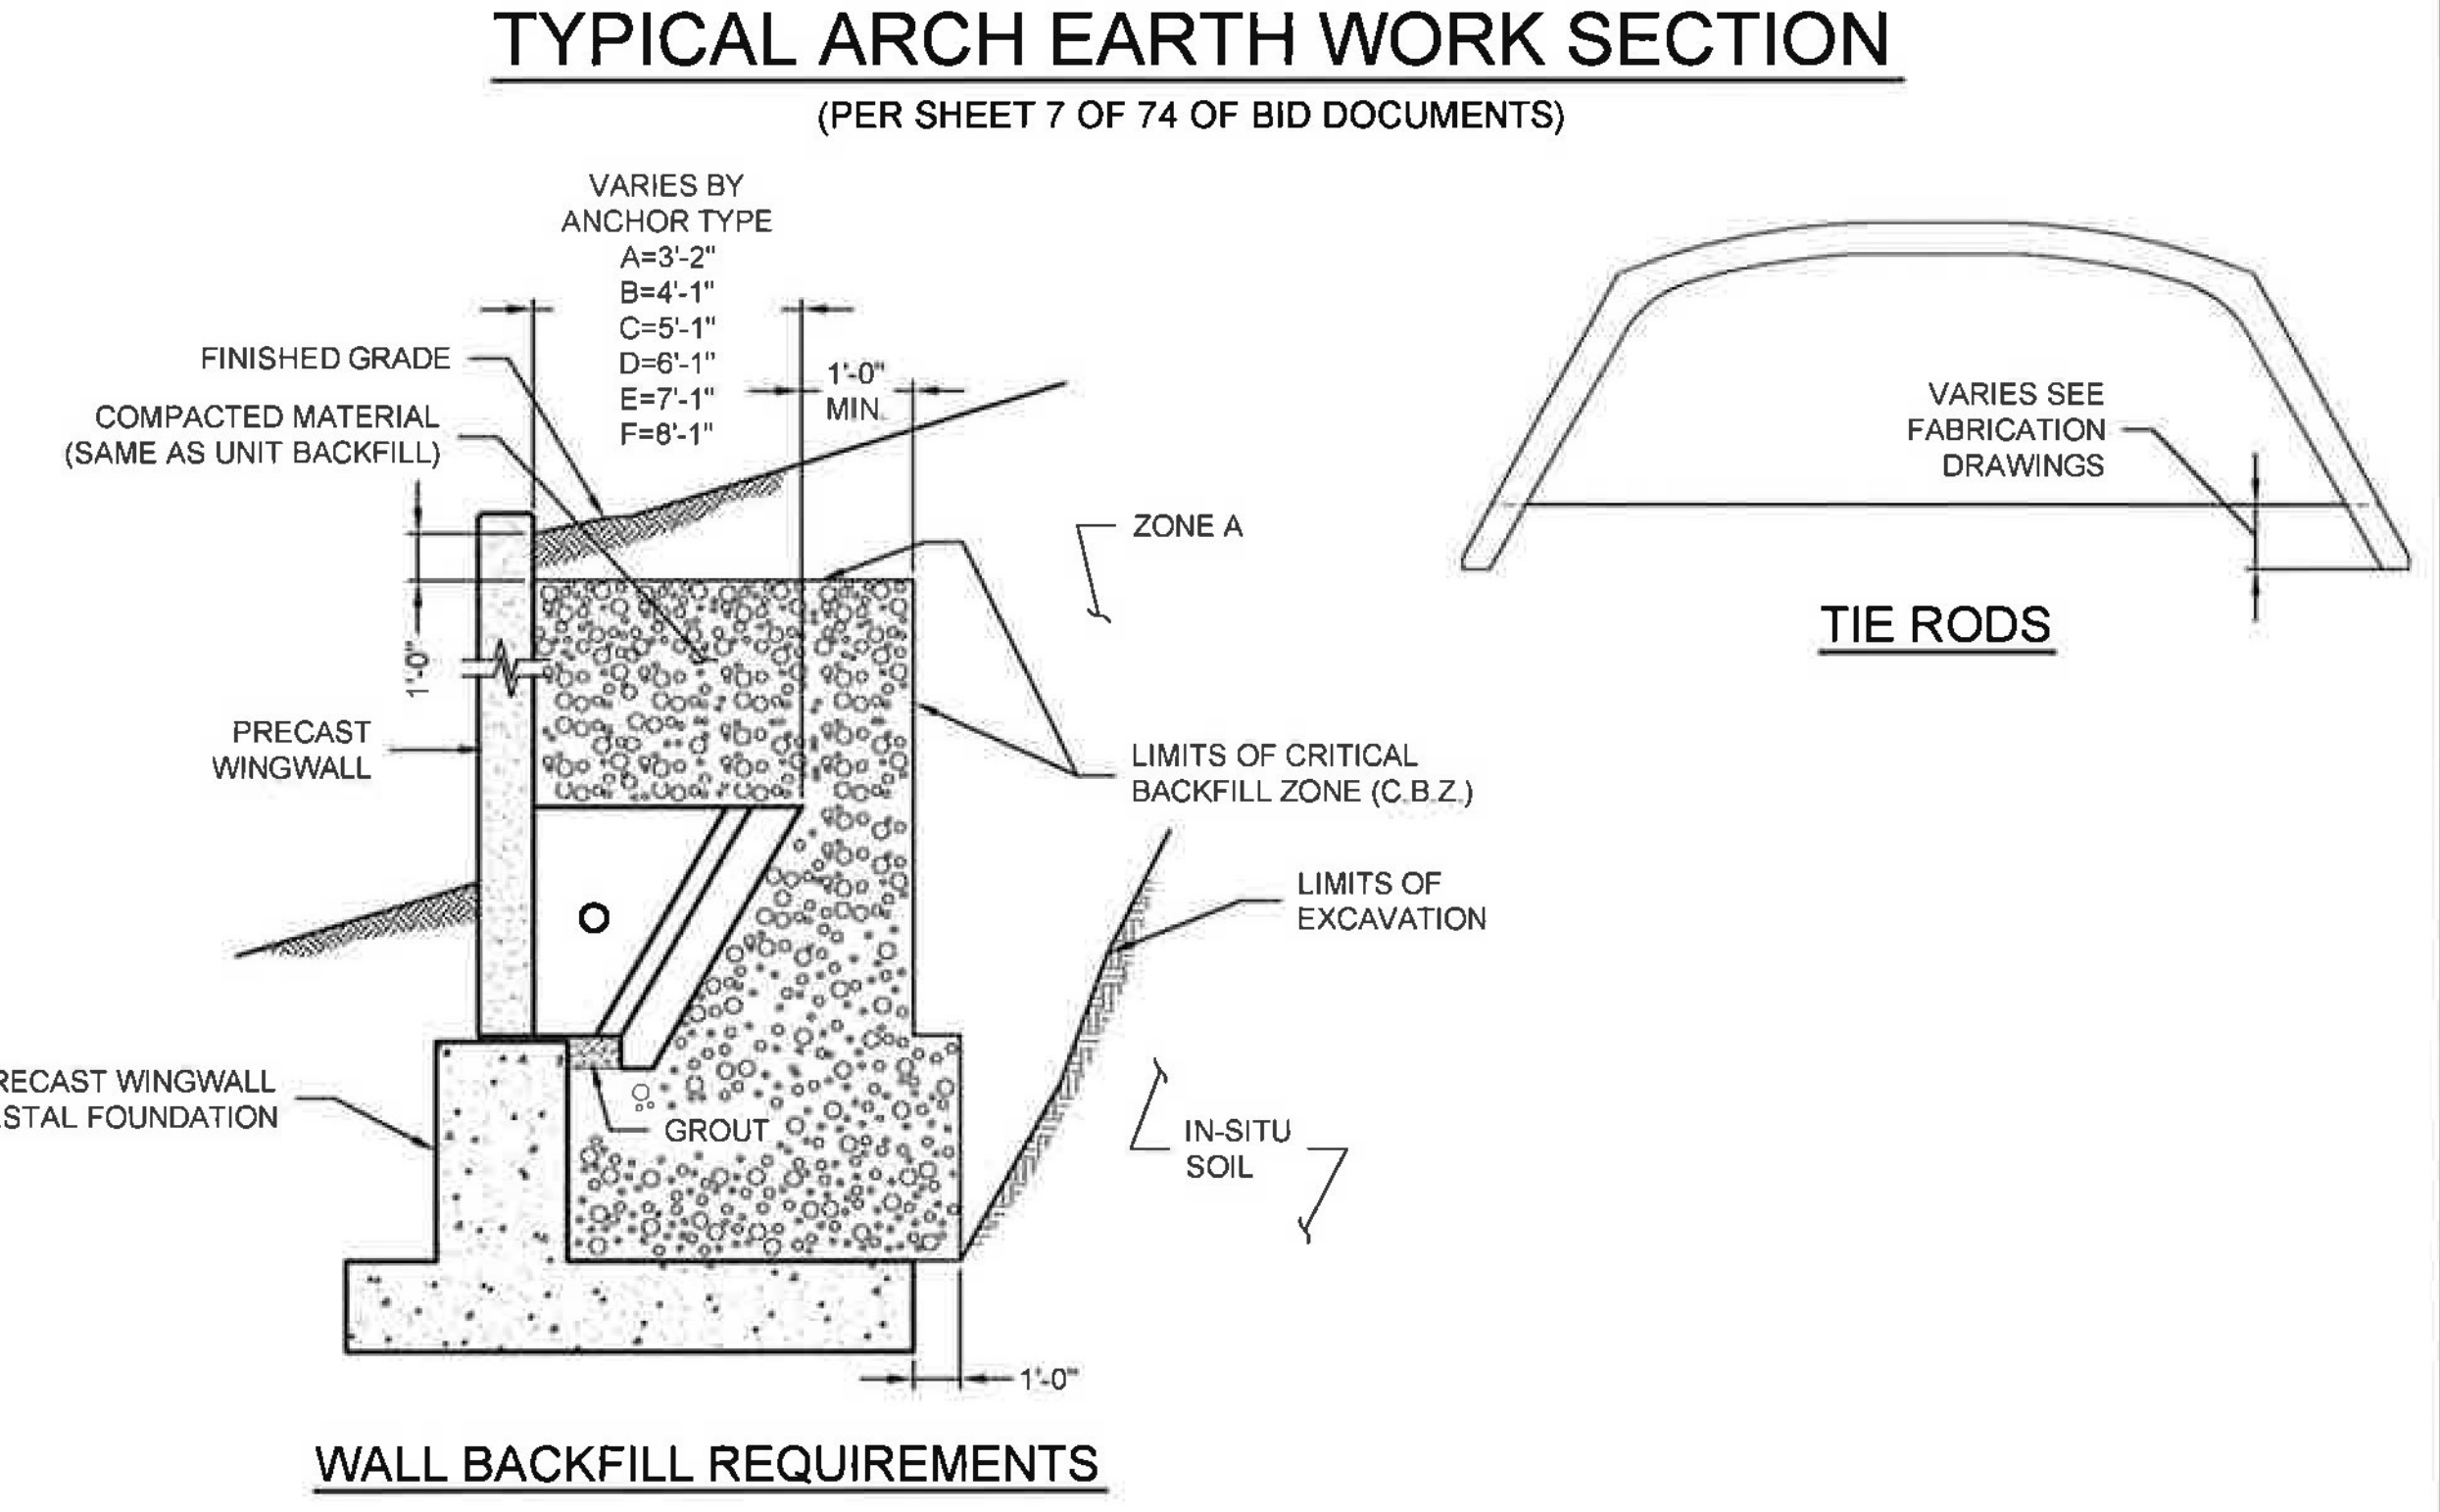 TYPICAL ARCH EARTH WORK SECTION
(PER SHEET 7 OF 74 OF BID DOCUMENTS)
VARIES BY
ANCHOR TYPE
A=3'-2"
B=4'-1"
C=5'-1"
D=6'-1"
E=7'-1"
F=8'-1"
1'-0"
MIN.
FINISHED GRADE
COMPACTED MATERIAL
(SAME AS UNIT BACKFILL)
1'-0"
PRECAST
WINGWALL
ZONE A
LIMITS OF CRITICAL
BACKFILL ZONE (C.B.Z.)
LIMITS OF
EXCAVATION
RECAST WINGWALL
STAL FOUNDATION
GROUT
IN-SITU
SOIL
1'-0"
WALL BACKFILL REQUIREMENTS
VARIES SEE
FABRICATION
DRAWINGS
TIE RODS